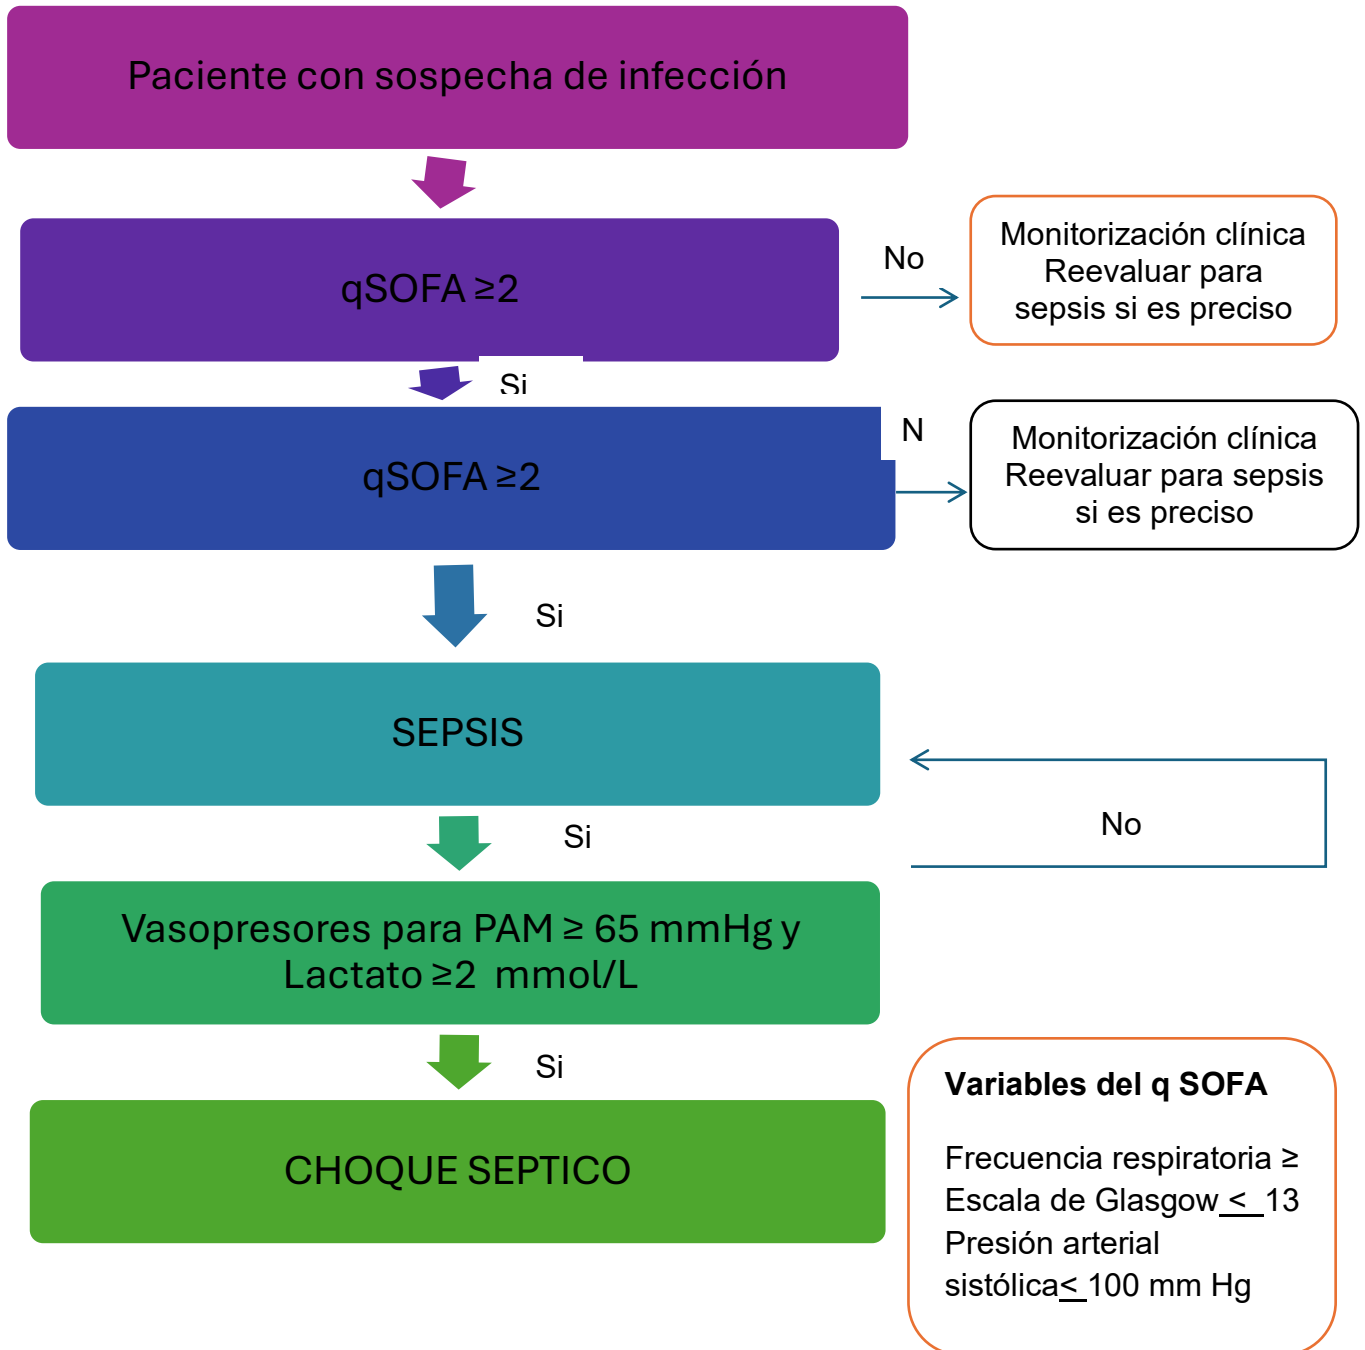 Paciente con sospecha de infección
qSOFA ≥2
No
Monitorización clínica
Reevaluar para
sepsis si es preciso
Si
qSOFA ≥2
N
Monitorización clínica
Reevaluar para sepsis
si es preciso
Si
SEPSIS
Si
No
Vasopresores para PAM ≥ 65 mmHg y
Lactato ≥2 mmol/L
Si
CHOQUE SEPTICO
Variables del q SOFA
Frecuencia respiratoria ≥
Escala de Glasgow < 13
Presión arterial
sistólica< 100 mm Hg